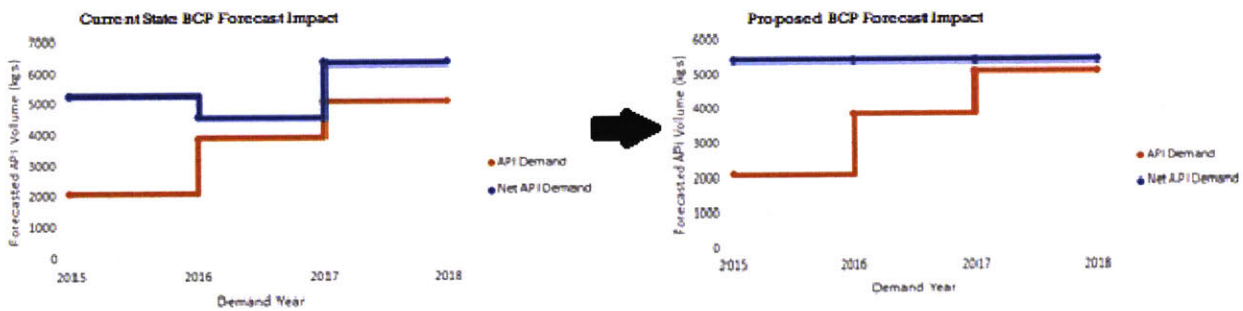 Current State BCP Forecast Impact
Forecasted API Volume (kgs)
7000
6000
5000
4000
3000
2000
1000
0
2015 2016 2017 2018
Demand Year
API Demand
Net API Demand
Proposed BCP Forecast Impact
Forecasted API Volume (kgs)
6000
5000
4000
3000
2000
1000
0
2015 2016 2017 2018
Demand Year
API Demand
Net API Demand